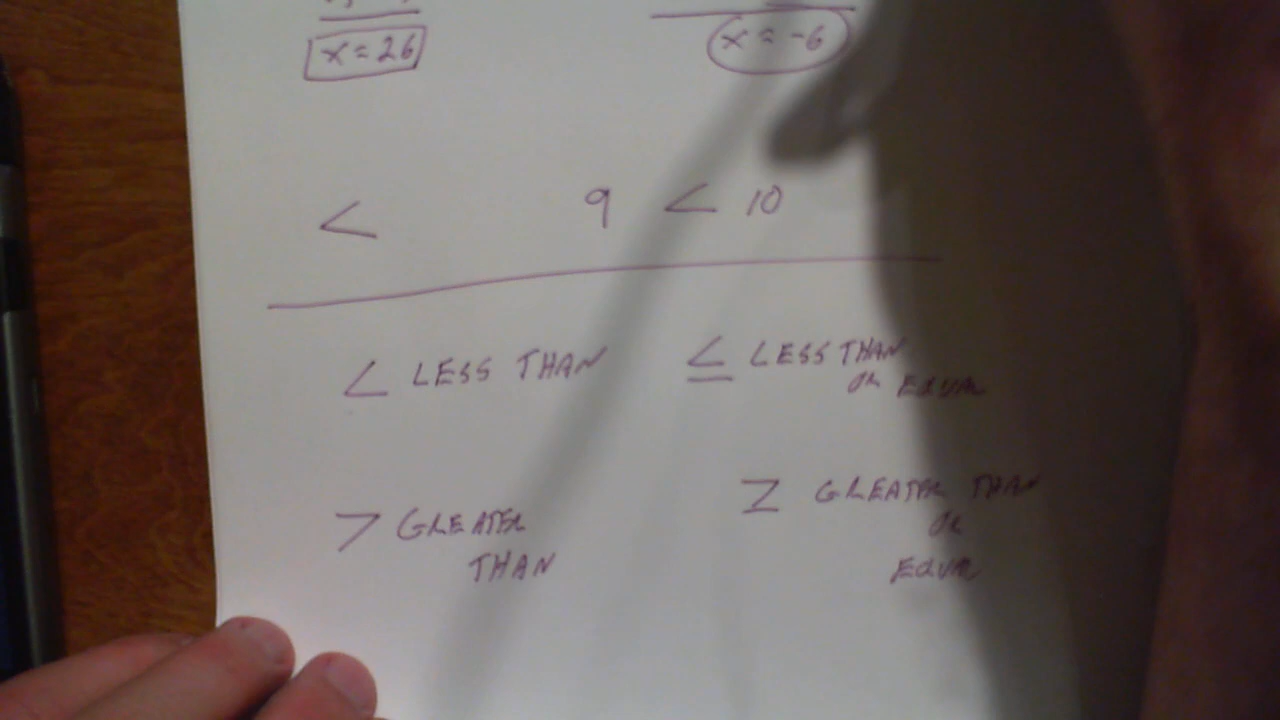 x = 26
x = -6
<
9 < 10
< LESS THAN
≤ LESS THAN
OR EQUAL
> GREATER
THAN
≥ GREATER THAN
OR
EQUAL